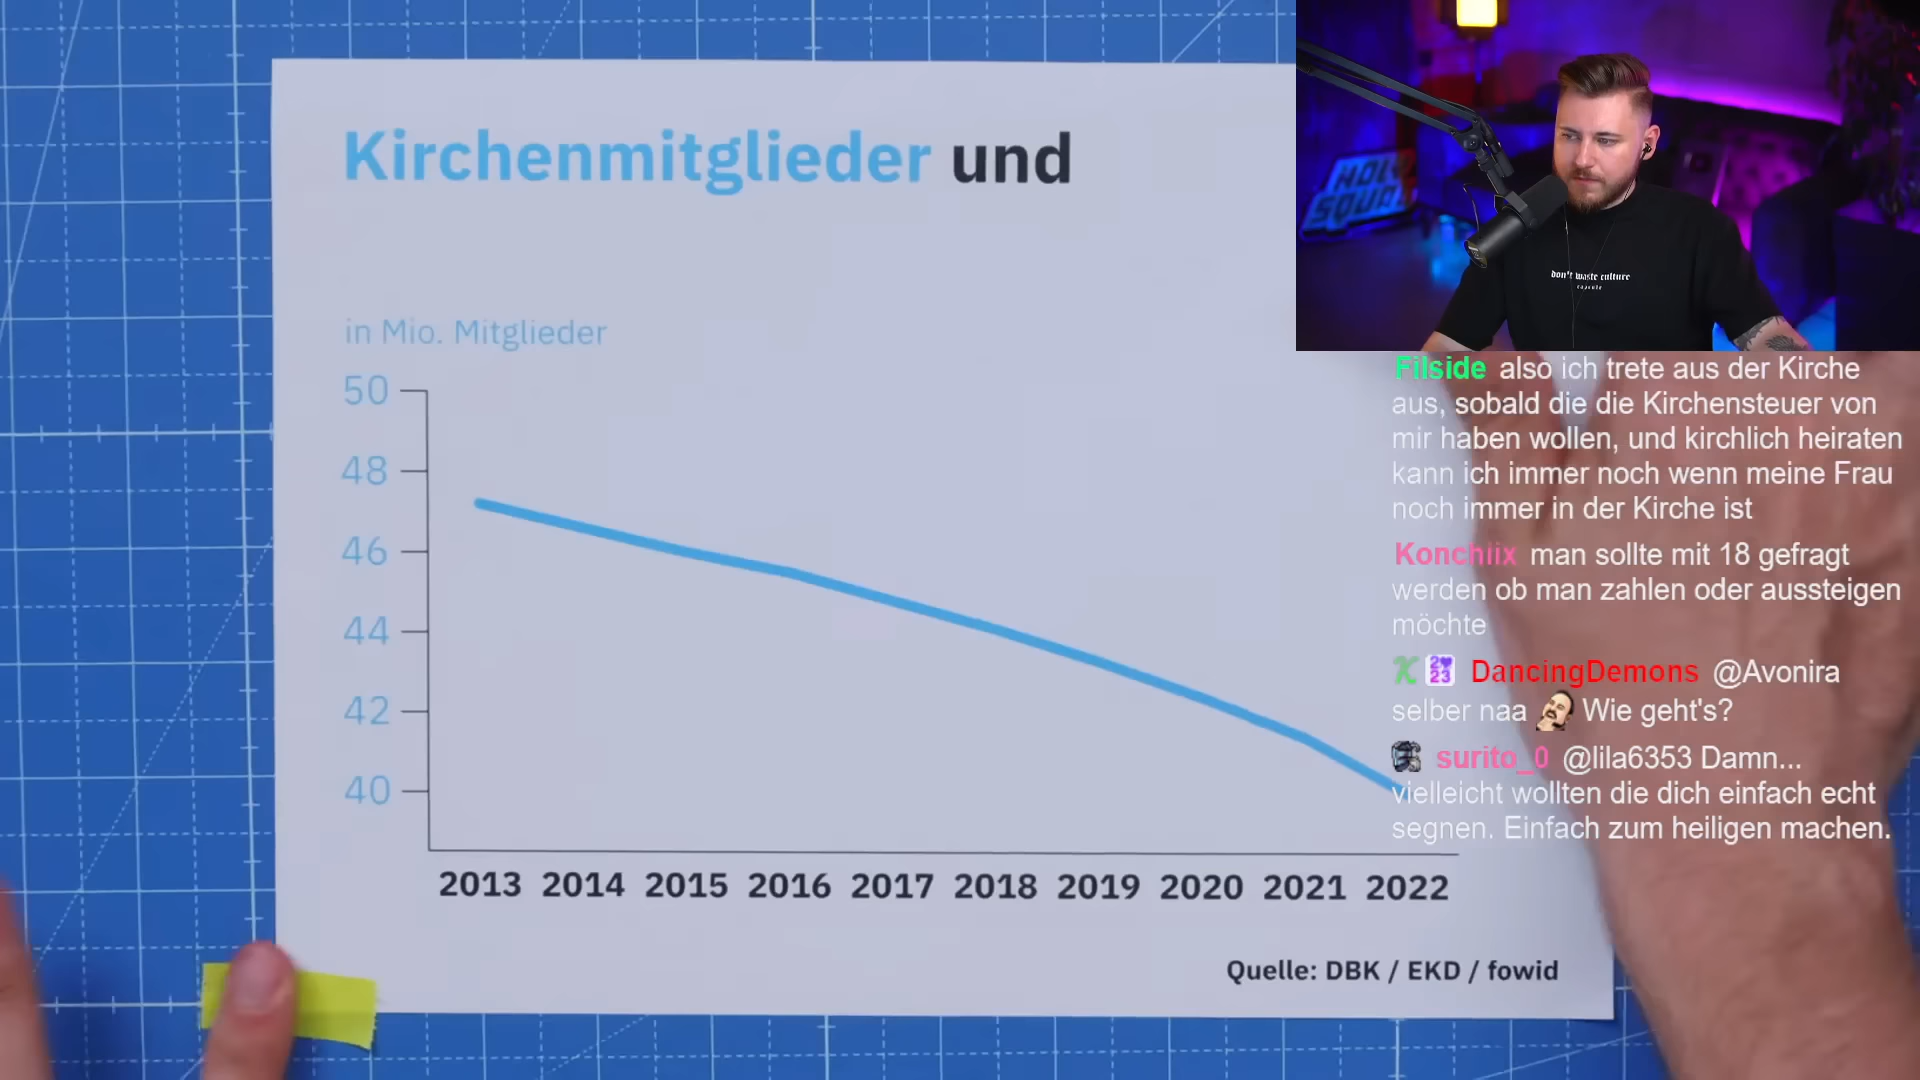 Kirchenmitglieder und
in Mio. Mitglieder
50
48
46
44
42
40
2013 2014 2015 2016 2017 2018 2019 2020 2021 2022
Quelle: DBK / EKD / fowid
HOLY
SQUAD
don't waste culture
Filside also ich trete aus der Kirche
aus, sobald die die Kirchensteuer von
mir haben wollen, und kirchlich heiraten
kann ich immer noch wenn meine Frau
noch immer in der Kirche ist
Konchiix man sollte mit 18 gefragt
werden ob man zahlen oder aussteigen
möchte
DancingDemons @Avonira
selber naa Wie geht's?
surito_0 @lila6353 Damn...
vielleicht wollten die dich einfach echt
segnen. Einfach zum heiligen machen.